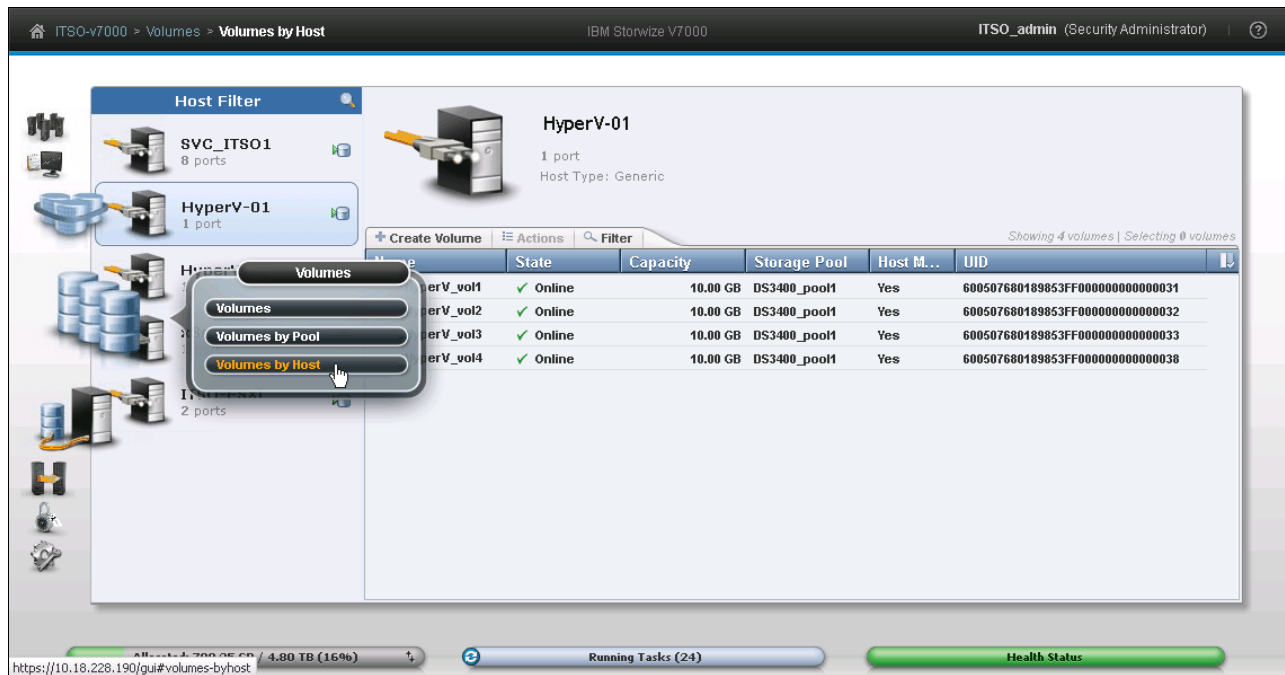 ITSO-v7000 > Volumes > Volumes by Host
IBM Storwize V7000
ITSO_admin (Security Administrator) | ?
Host Filter
SVC_ITSO1
8 ports
HyperV-01
1 port
2 ports
Volumes
Volumes
Volumes by Pool
Volumes by Host
HyperV-01
1 port
Host Type: Generic
Create Volume Actions Filter
Showing 4 volumes | Selecting 0 volumes
State Capacity Storage Pool Host M... UID
perV_vol1 Online 10.00 GB DS3400_pool1 Yes 600507680189853FF000000000000031
perV_vol2 Online 10.00 GB DS3400_pool1 Yes 600507680189853FF000000000000032
perV_vol3 Online 10.00 GB DS3400_pool1 Yes 600507680189853FF000000000000033
perV_vol4 Online 10.00 GB DS3400_pool1 Yes 600507680189853FF000000000000038
/ 4.80 TB (16%)
Running Tasks (24)
Health Status
https://10.18.228.190/gui#volumes-byhost